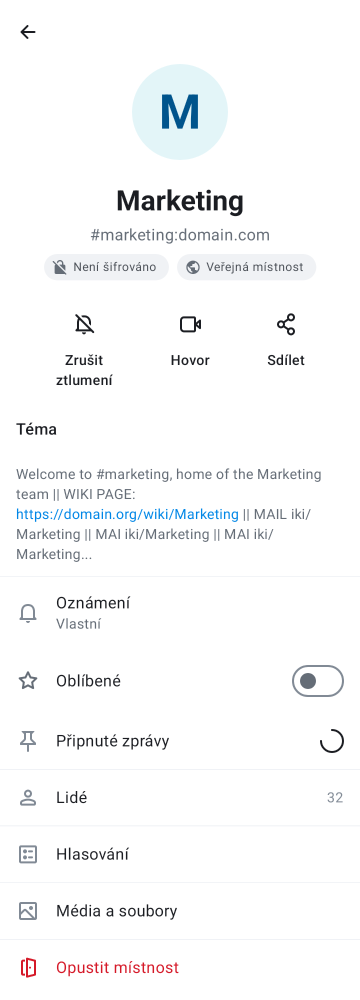 M
Marketing
#marketing:domain.com
Není šifrováno
Veřejná místnost
Zrušit
ztlumení
Hovor
Sdílet
Téma
Welcome to #marketing, home of the Marketing
team || WIKI PAGE:
https://domain.org/wiki/Marketing || MAIL iki/
Marketing || MAI iki/Marketing || MAI iki/
Marketing...
Oznámení
Vlastní
Oblíbené
Připnuté zprávy
Lidé 32
Hlasování
Média a soubory
Opustit místnost